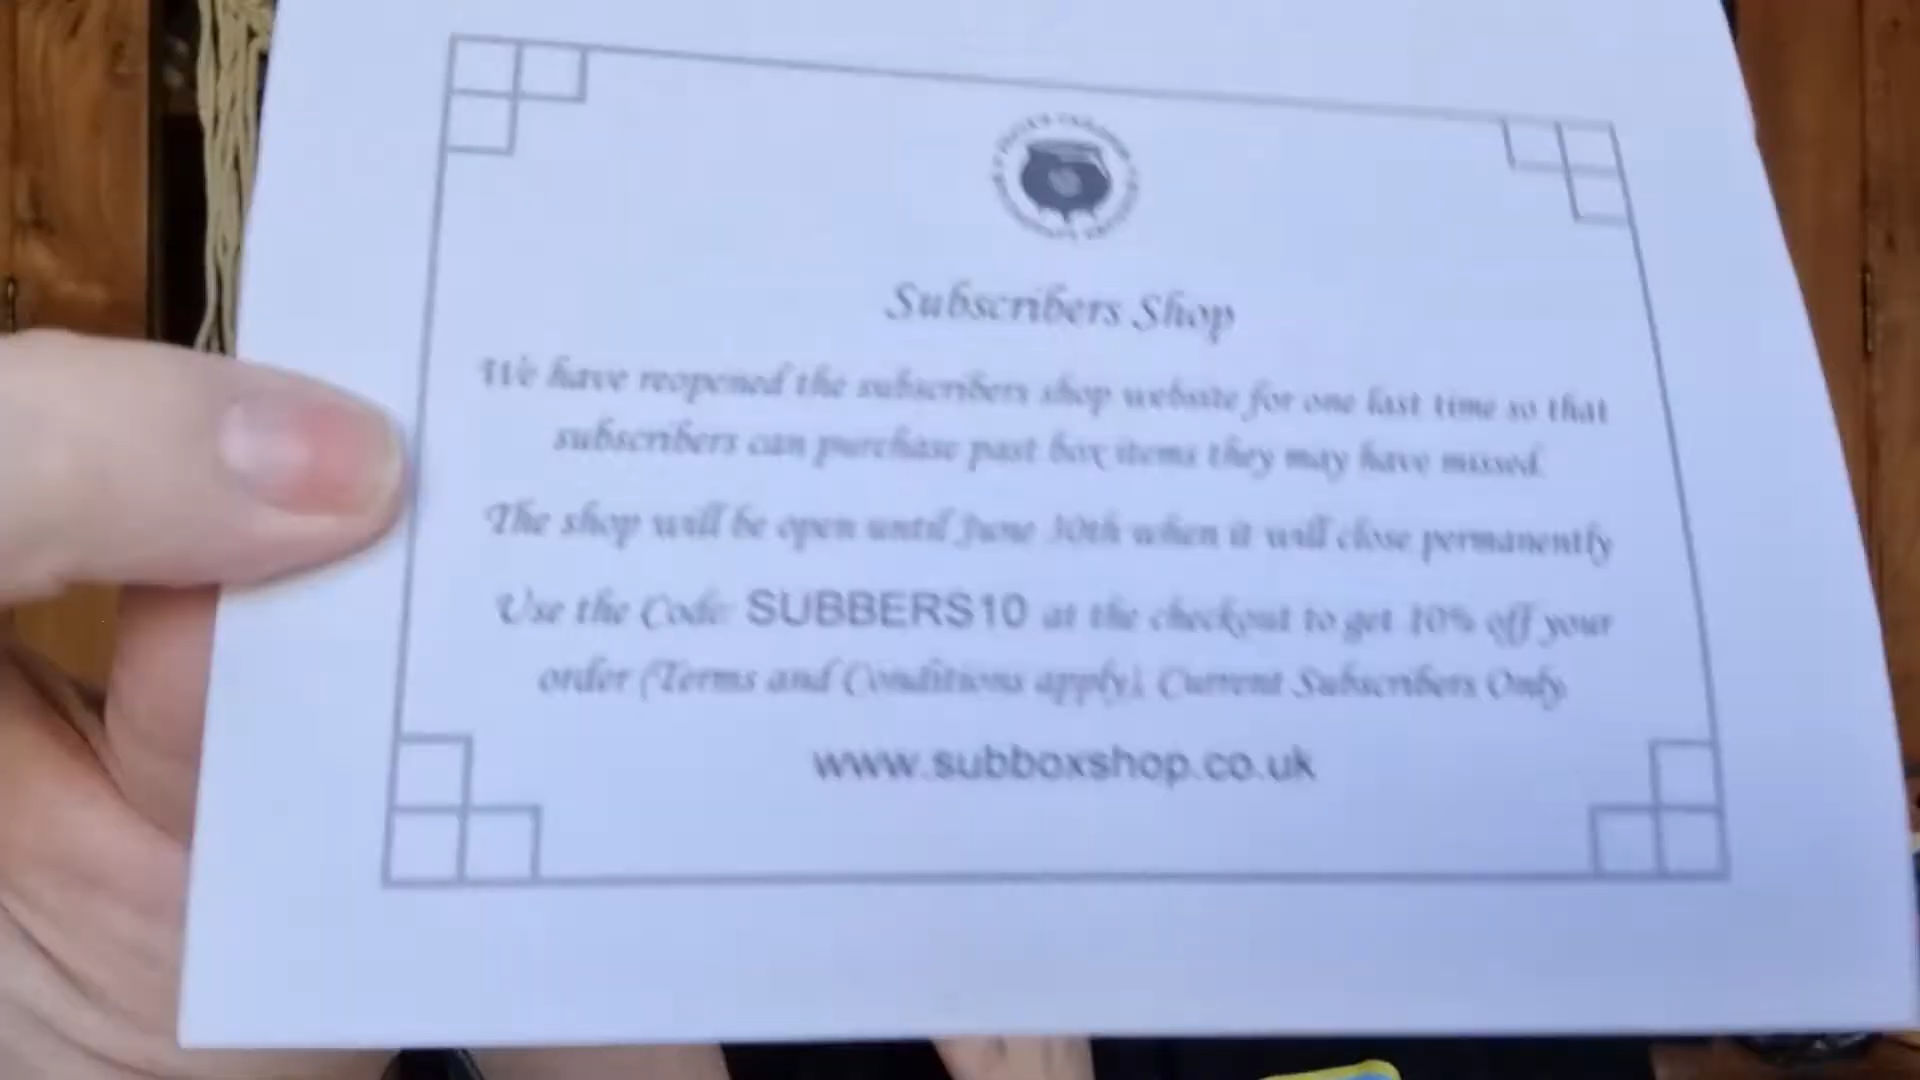 Subscribers Shop
We have reopened the subscribers shop website for one last time so that
subscribers can purchase past box items they may have missed.
The shop will be open until June 30th when it will close permanently
Use the Code: SUBBERS10 at the checkout to get 10% off your
order (Terms and Conditions apply). Current Subscribers Only
www.subboxshop.co.uk